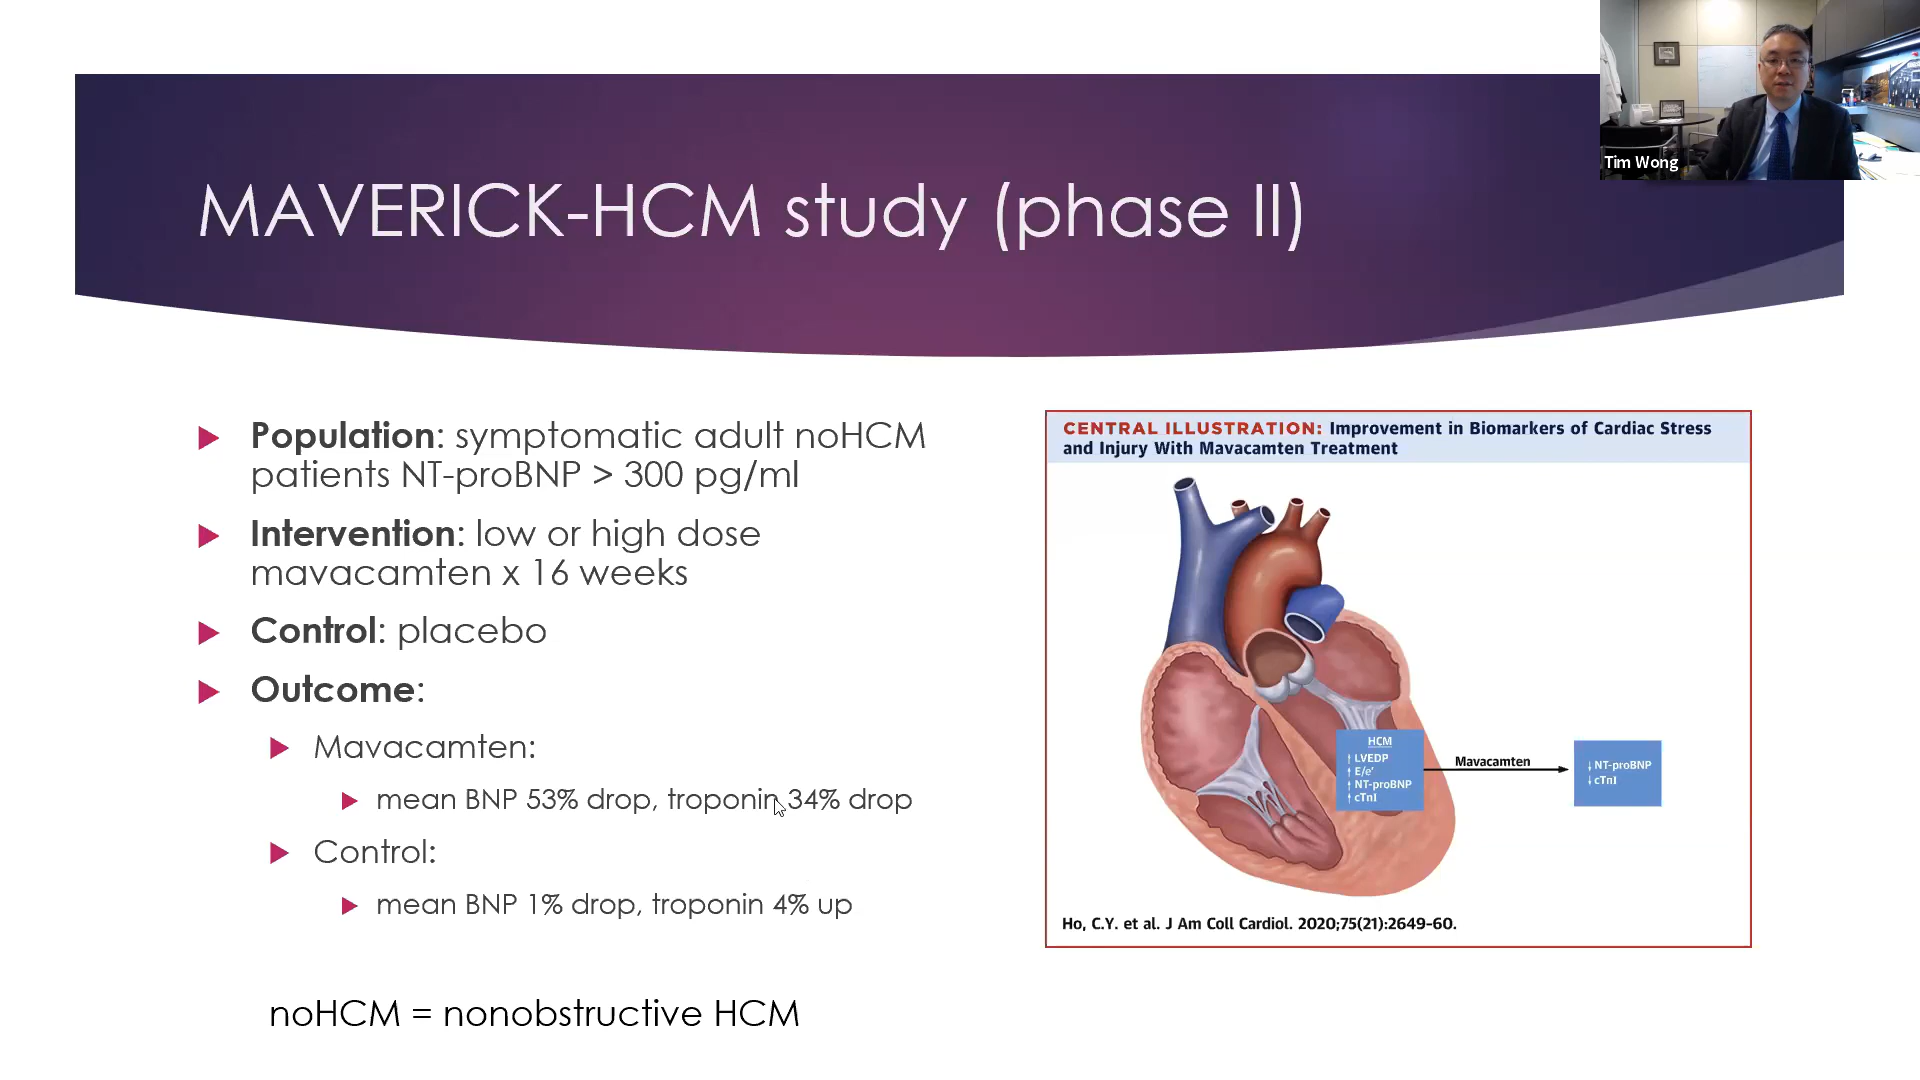 Tim Wong
MAVERICK-HCM study (phase II)
Population: symptomatic adult noHCM
patients NT-proBNP > 300 pg/ml
Intervention: low or high dose
mavacamten x 16 weeks
Control: placebo
Outcome:
Mavacamten:
mean BNP 53% drop, troponin 34% drop
Control:
mean BNP 1% drop, troponin 4% up
noHCM = nonobstructive HCM
CENTRAL ILLUSTRATION: Improvement in Biomarkers of Cardiac Stress
and Injury With Mavacamten Treatment
HCM
↑ LVEDP
↑ E/e'
↑ NT-proBNP
↑ cTnI
Mavacamten
↓ NT-proBNP
↓ cTnI
Ho, C.Y. et al. J Am Coll Cardiol. 2020;75(21):2649-60.